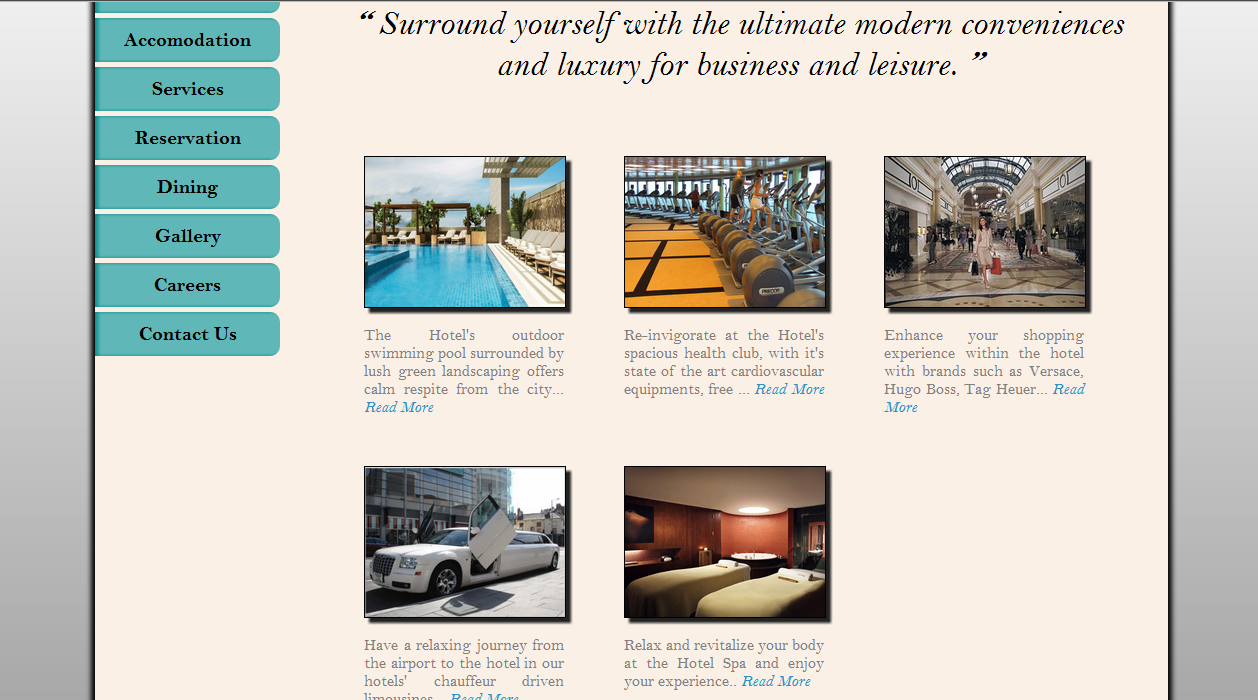 Accomodation
Services
Reservation
Dining
Gallery
Careers
Contact Us
“ Surround yourself with the ultimate modern conveniences
and luxury for business and leisure. ”
The Hotel's outdoor
swimming pool surrounded by
lush green landscaping offers
calm respite from the city...
Read More
Re-invigorate at the Hotel's
spacious health club, with it's
state of the art cardiovascular
equipments, free ... Read More
PRECOR
Enhance your shopping
experience within the hotel
with brands such as Versace,
Hugo Boss, Tag Heuer... Read
More
Have a relaxing journey from
the airport to the hotel in our
hotels' chauffeur driven
limousines... Read More
Relax and revitalize your body
at the Hotel Spa and enjoy
your experience.. Read More